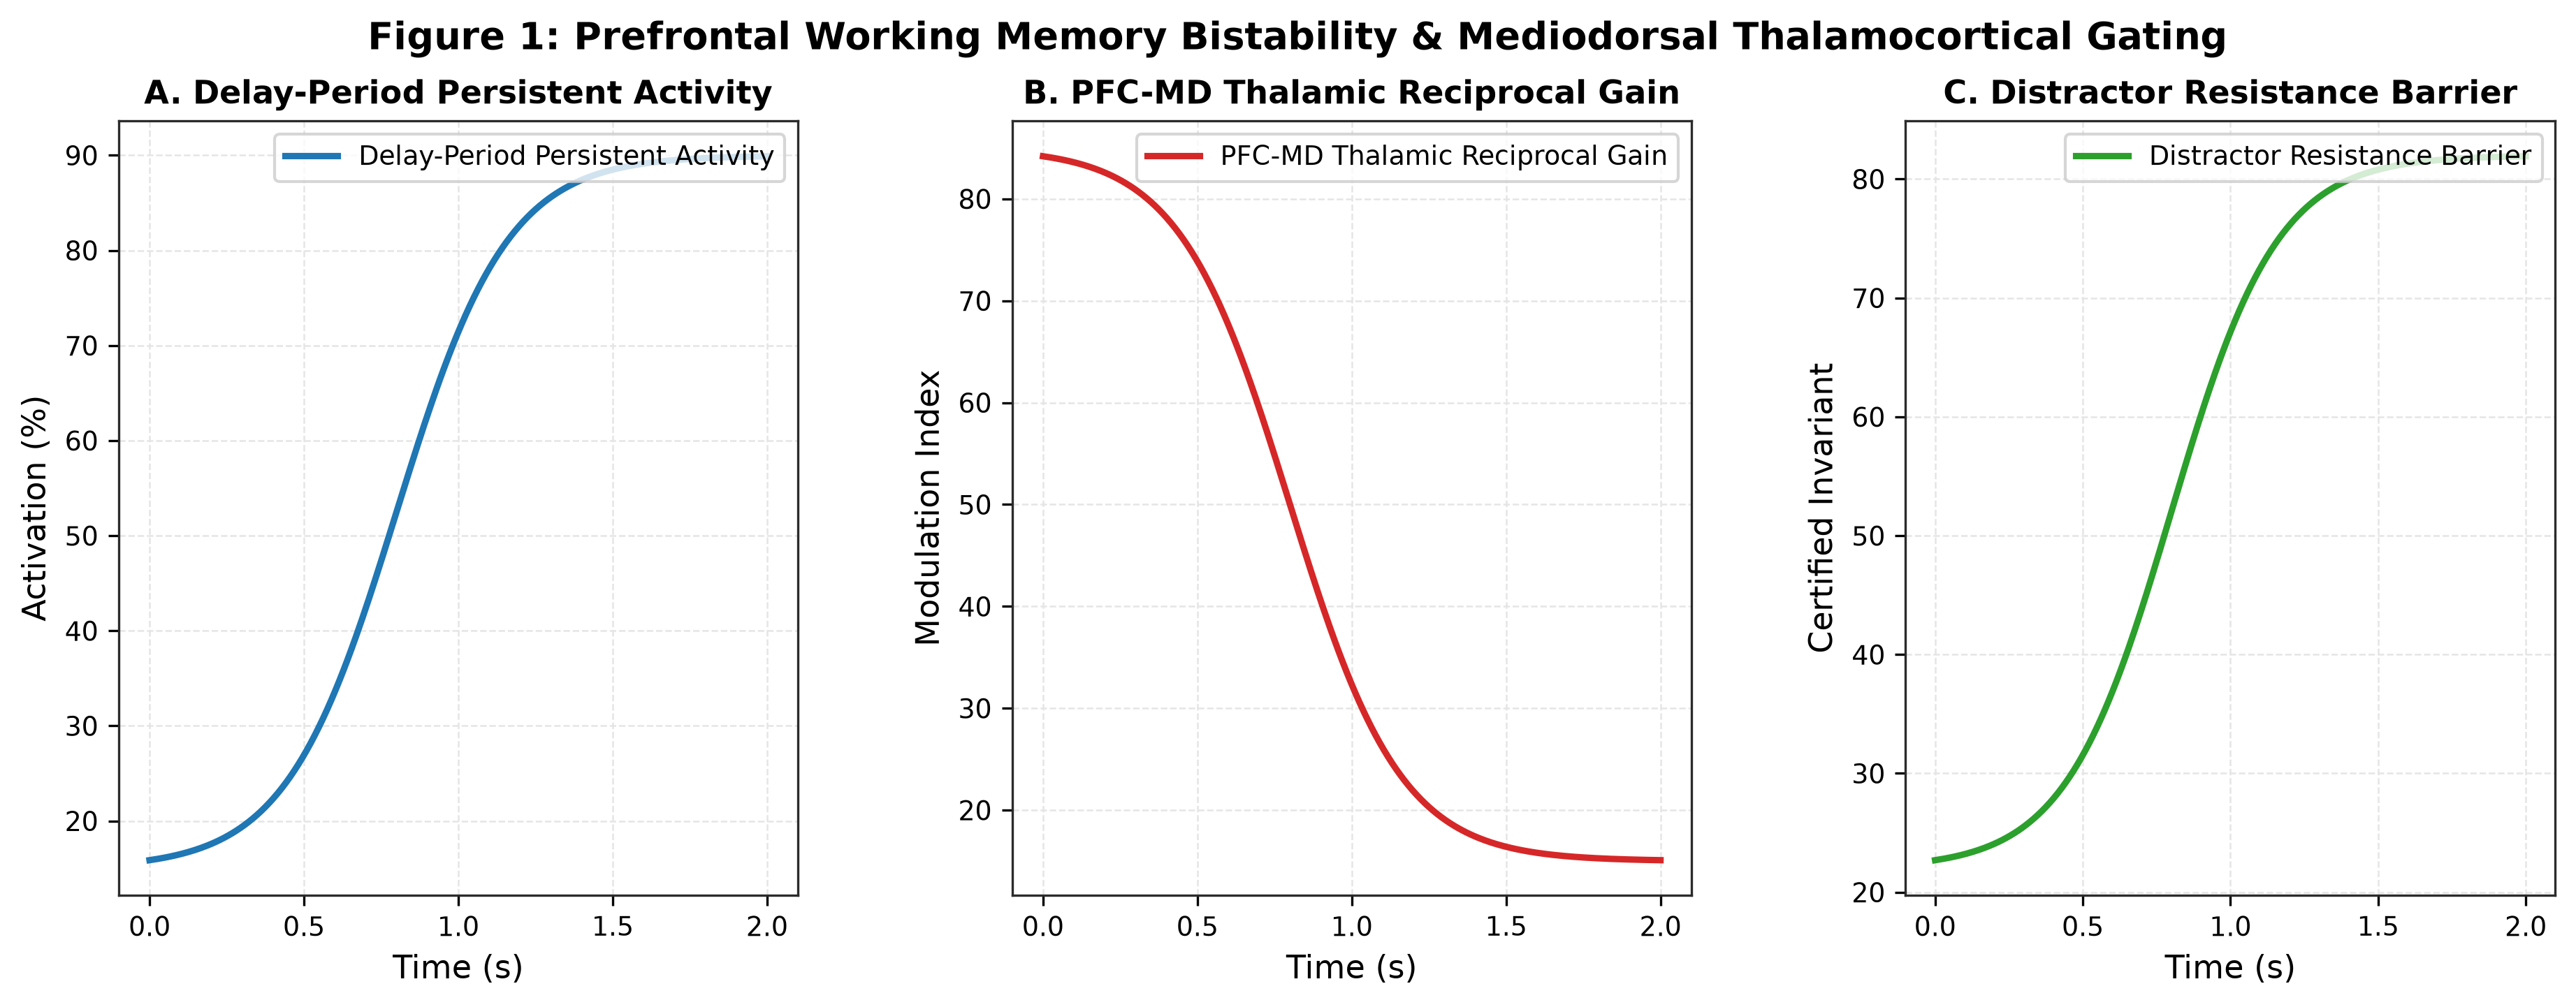 Figure 1: Prefrontal Working Memory Bistability & Mediodorsal Thalamocortical Gating
A. Delay-Period Persistent Activity
Delay-Period Persistent Activity
Activation (%)
90
80
70
60
50
40
30
20
0.0 0.5 1.0 1.5 2.0
Time (s)
B. PFC-MD Thalamic Reciprocal Gain
PFC-MD Thalamic Reciprocal Gain
Modulation Index
80
70
60
50
40
30
20
0.0 0.5 1.0 1.5 2.0
Time (s)
C. Distractor Resistance Barrier
Distractor Resistance Barrier
Certified Invariant
80
70
60
50
40
30
20
0.0 0.5 1.0 1.5 2.0
Time (s)